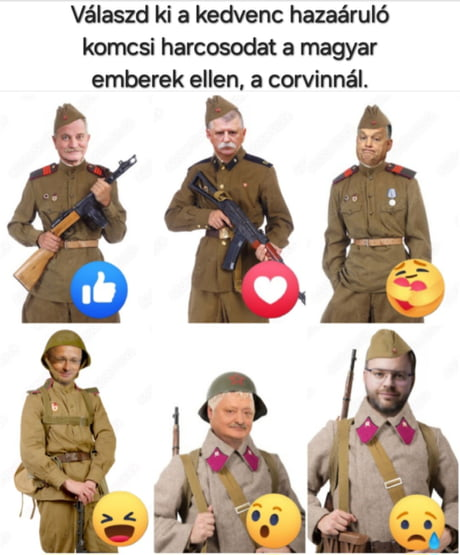 Válaszd ki a kedvenc hazaáruló
komcsi harcosodat a magyar
emberek ellen, a corvinnál.